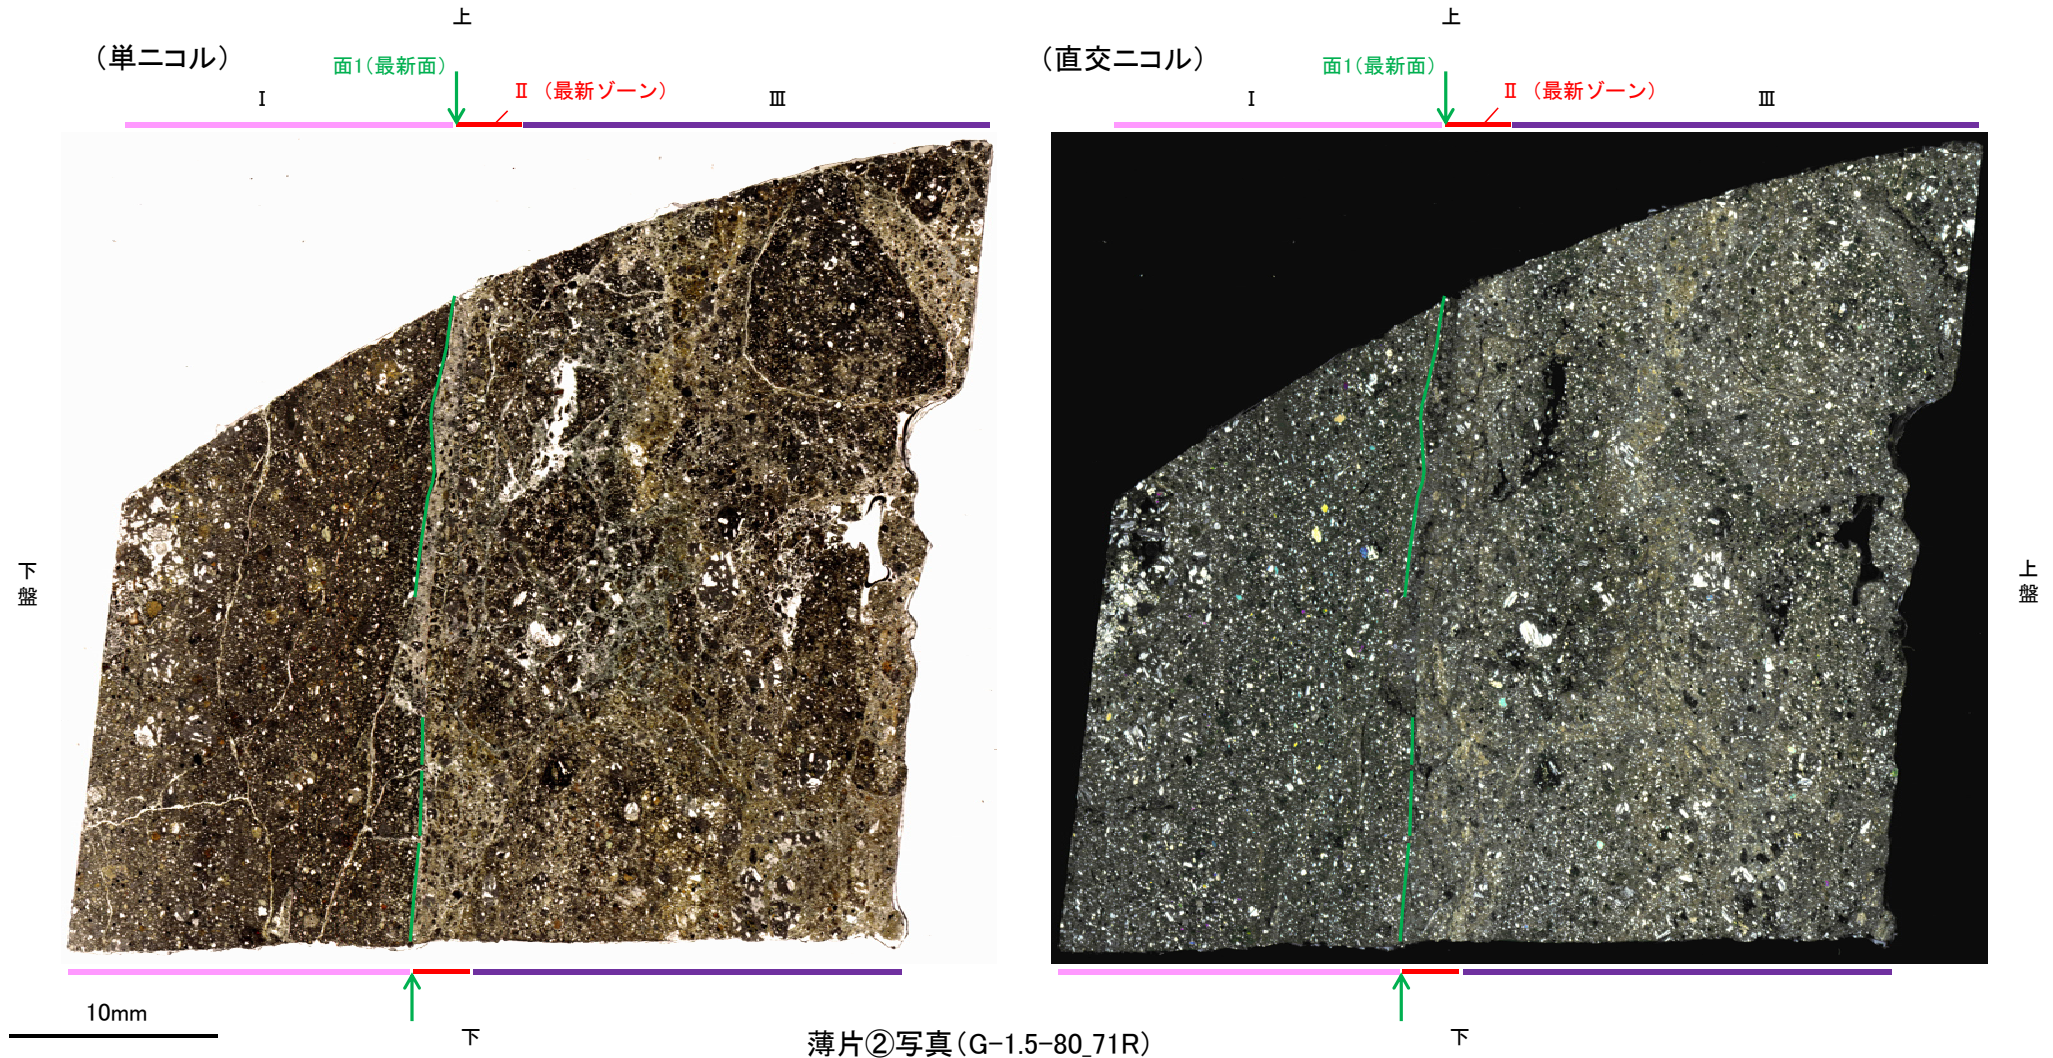 上
(単ニコル)
面1(最新面)
Ⅱ (最新ゾーン)
Ⅰ
Ⅲ
下盤
10mm
下
上
(直交ニコル)
面1(最新面)
Ⅱ (最新ゾーン)
Ⅰ
Ⅲ
上盤
下
薄片②写真(G-1.5-80_71R)